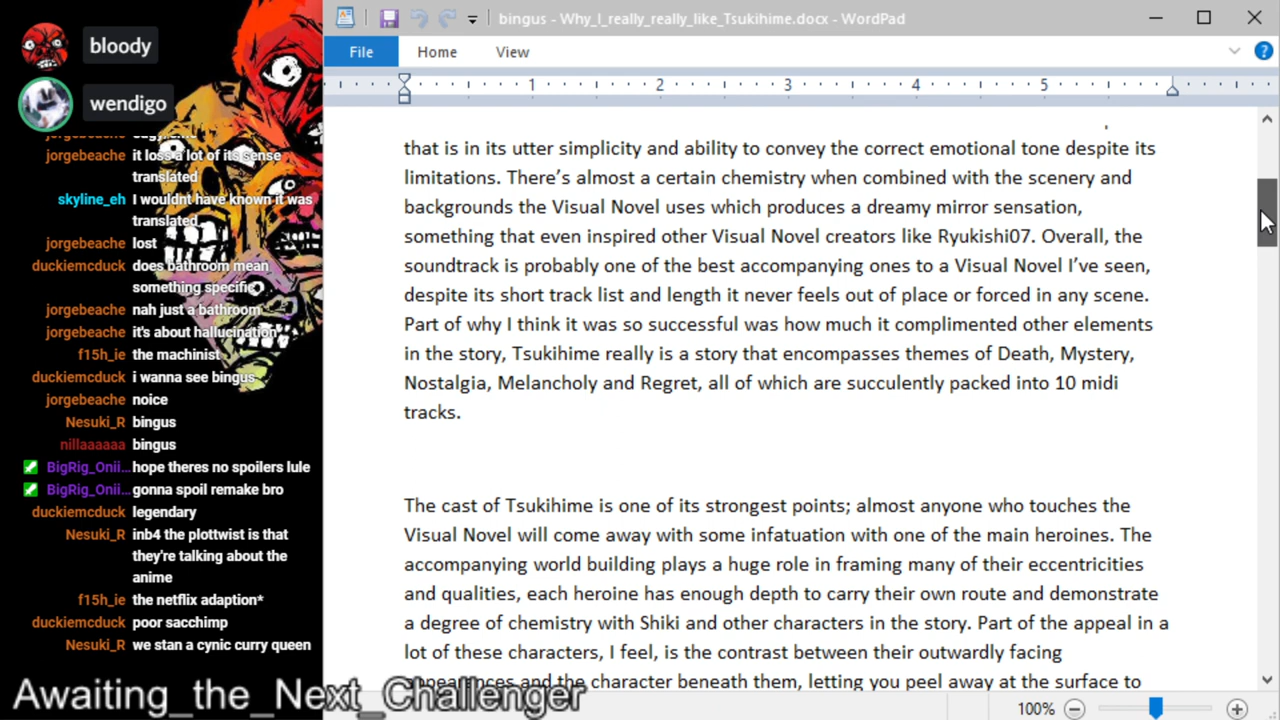 bloody
wendigo
jorgebeache it loss a lot of its sense
translated
skyline_eh I wouldnt have known it was
translated
jorgebeache lost
duckiemcduck does bathroom mean
something specific
jorgebeache nah just a bathroom
jorgebeache it's about hallucination
f15h_ie the machinist
duckiemcduck i wanna see bingus
jorgebeache noice
Nesuki_R bingus
nillaaaaaa bingus
BigRig_Onii... hope theres no spoilers lule
BigRig_Onii... gonna spoil remake bro
duckiemcduck legendary
Nesuki_R inb4 the plottwist is that
they're talking about the
anime
f15h_ie the netflix adaption*
duckiemcduck poor sacchimp
Nesuki_R we stan a cynic curry queen
Awaiting_the_Next_Challenger
bingus - Why_I_really_really_like_Tsukihime.docx - WordPad
File Home View
1 2 3 4 5
that is in its utter simplicity and ability to convey the correct emotional tone despite its
limitations. There’s almost a certain chemistry when combined with the scenery and
backgrounds the Visual Novel uses which produces a dreamy mirror sensation,
something that even inspired other Visual Novel creators like Ryukishi07. Overall, the
soundtrack is probably one of the best accompanying ones to a Visual Novel I’ve seen,
despite its short track list and length it never feels out of place or forced in any scene.
Part of why I think it was so successful was how much it complimented other elements
in the story, Tsukihime really is a story that encompasses themes of Death, Mystery,
Nostalgia, Melancholy and Regret, all of which are succulently packed into 10 midi
tracks.
The cast of Tsukihime is one of its strongest points; almost anyone who touches the
Visual Novel will come away with some infatuation with one of the main heroines. The
accompanying world building plays a huge role in framing many of their eccentricities
and qualities, each heroine has enough depth to carry their own route and demonstrate
a degree of chemistry with Shiki and other characters in the story. Part of the appeal in a
lot of these characters, I feel, is the contrast between their outwardly facing
appearances and the character beneath them, letting you peel away at the surface to
100%